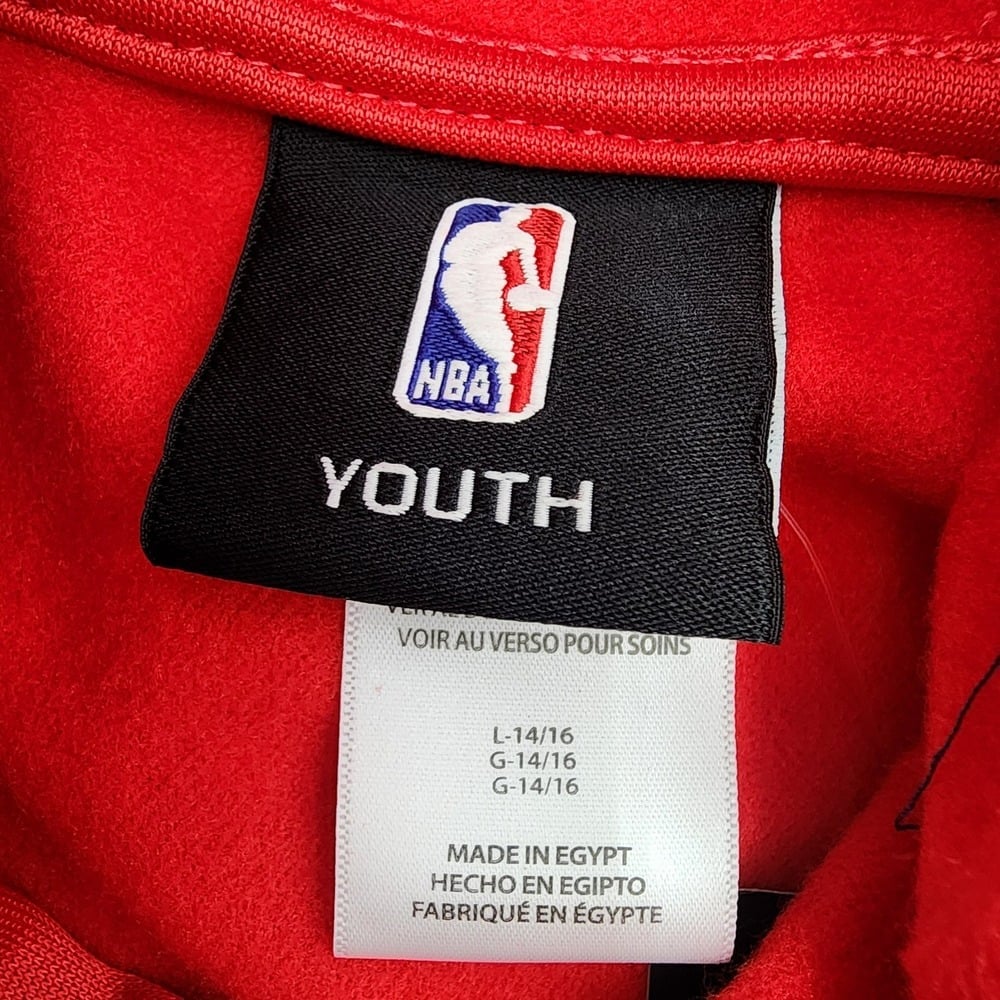 NBA
YOUTH
VOIR AU VERSO POUR SOINS
L-14/16
G-14/16
G-14/16
MADE IN EGYPT
HECHO EN EGIPTO
FABRIQUÉ EN ÉGYPTE